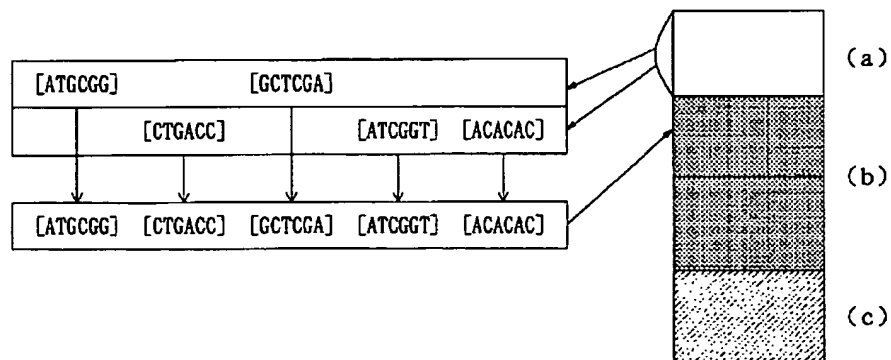 (a)
[ATGCGG] [GCTCGA]
[CTGACC] [ATCGGT] [ACACAC]
(b)
[ATGCGG] [CTGACC] [GCTCGA] [ATCGGT] [ACACAC]
(c)